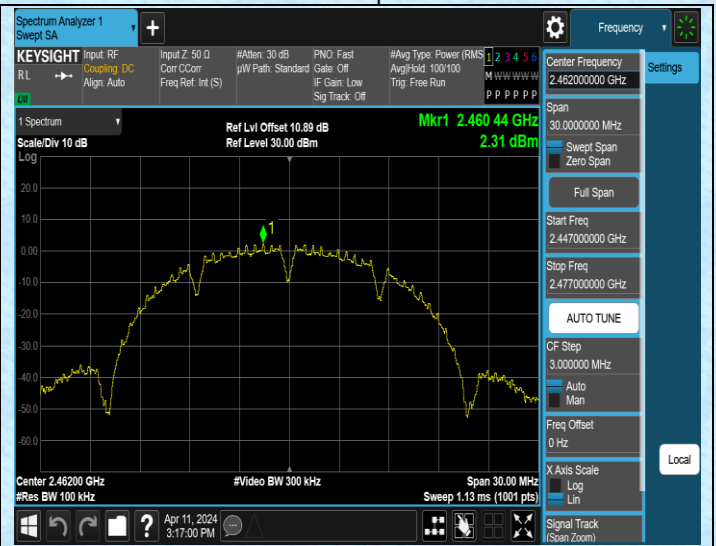 Spectrum Analyzer 1
Swept SA
+
Frequency
KEYSIGHT
RL
LXI
Input: RF
Coupling: DC
Align: Auto
Input Z: 50 Ω
Corr CCorr
Freq Ref: Int (S)
#Atten: 30 dB
µW Path: Standard
PNO: Fast
Gate: Off
IF Gain: Low
Sig Track: Off
#Avg Type: Power (RMS
Avg|Hold: 100/100
Trig: Free Run
1 2 3 4 5 6
M W W W W W
P P P P P P
1 Spectrum
Scale/Div 10 dB
Log
Ref Lvl Offset 10.89 dB
Ref Level 30.00 dBm
Mkr1 2.460 44 GHz
2.31 dBm
1
20.0
10.0
0.00
-10.0
-20.0
-30.0
-40.0
-50.0
-60.0
Center 2.46200 GHz
#Res BW 100 kHz
#Video BW 300 kHz
Span 30.00 MHz
Sweep 1.13 ms (1001 pts)
?
Apr 11, 2024
3:17:00 PM
Center Frequency
2.462000000 GHz
Settings
Span
30.0000000 MHz
Swept Span
Zero Span
Full Span
Start Freq
2.447000000 GHz
Stop Freq
2.477000000 GHz
AUTO TUNE
CF Step
3.000000 MHz
Auto
Man
Freq Offset
0 Hz
X Axis Scale
Log
Lin
Local
Signal Track
(Span Zoom)